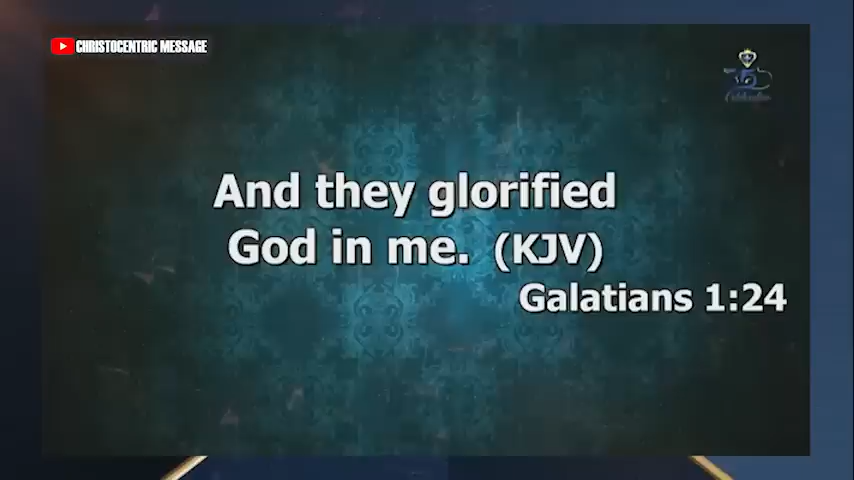 CHRISTOCENTRIC MESSAGE
And they glorified
God in me. (KJV)
Galatians 1:24